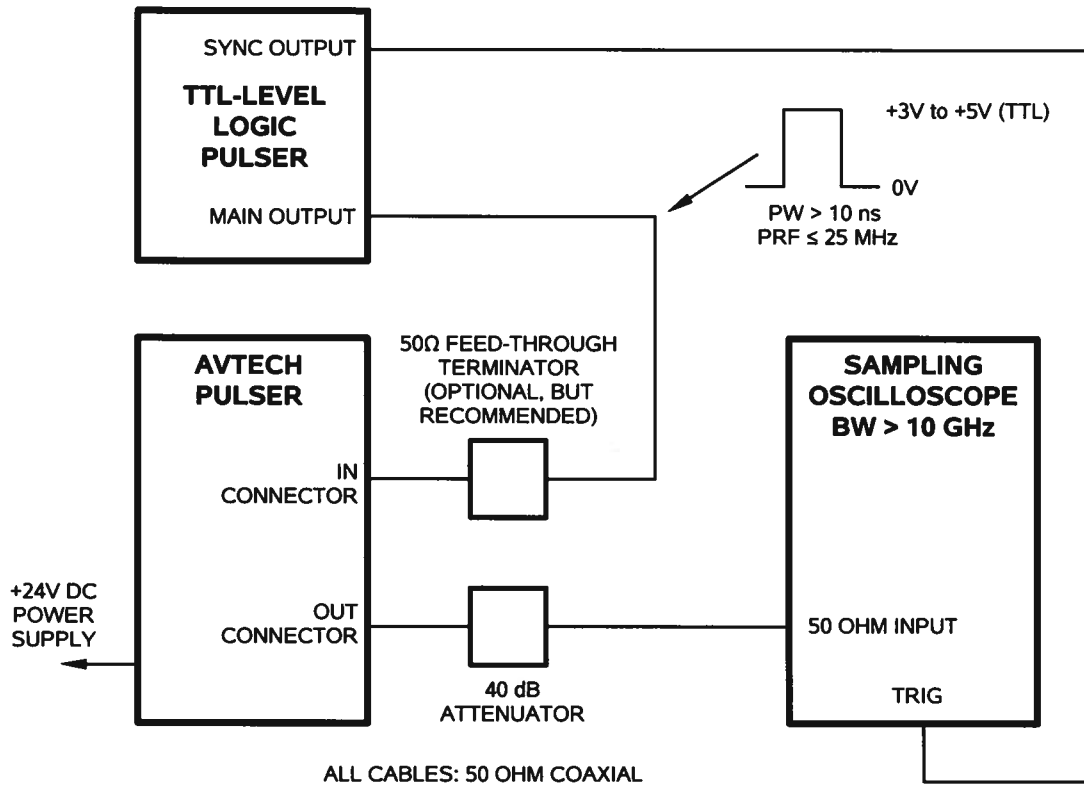 SYNC OUTPUT
TTL-LEVEL
LOGIC
PULSER
MAIN OUTPUT
+3V to +5V (TTL)
0V
PW > 10 ns
PRF ≤ 25 MHz
AVTECH
PULSER
IN
CONNECTOR
OUT
CONNECTOR
+24V DC
POWER
SUPPLY
50Ω FEED-THROUGH
TERMINATOR
(OPTIONAL, BUT
RECOMMENDED)
40 dB
ATTENUATOR
SAMPLING
OSCILLOSCOPE
BW > 10 GHz
50 OHM INPUT
TRIG
ALL CABLES: 50 OHM COAXIAL